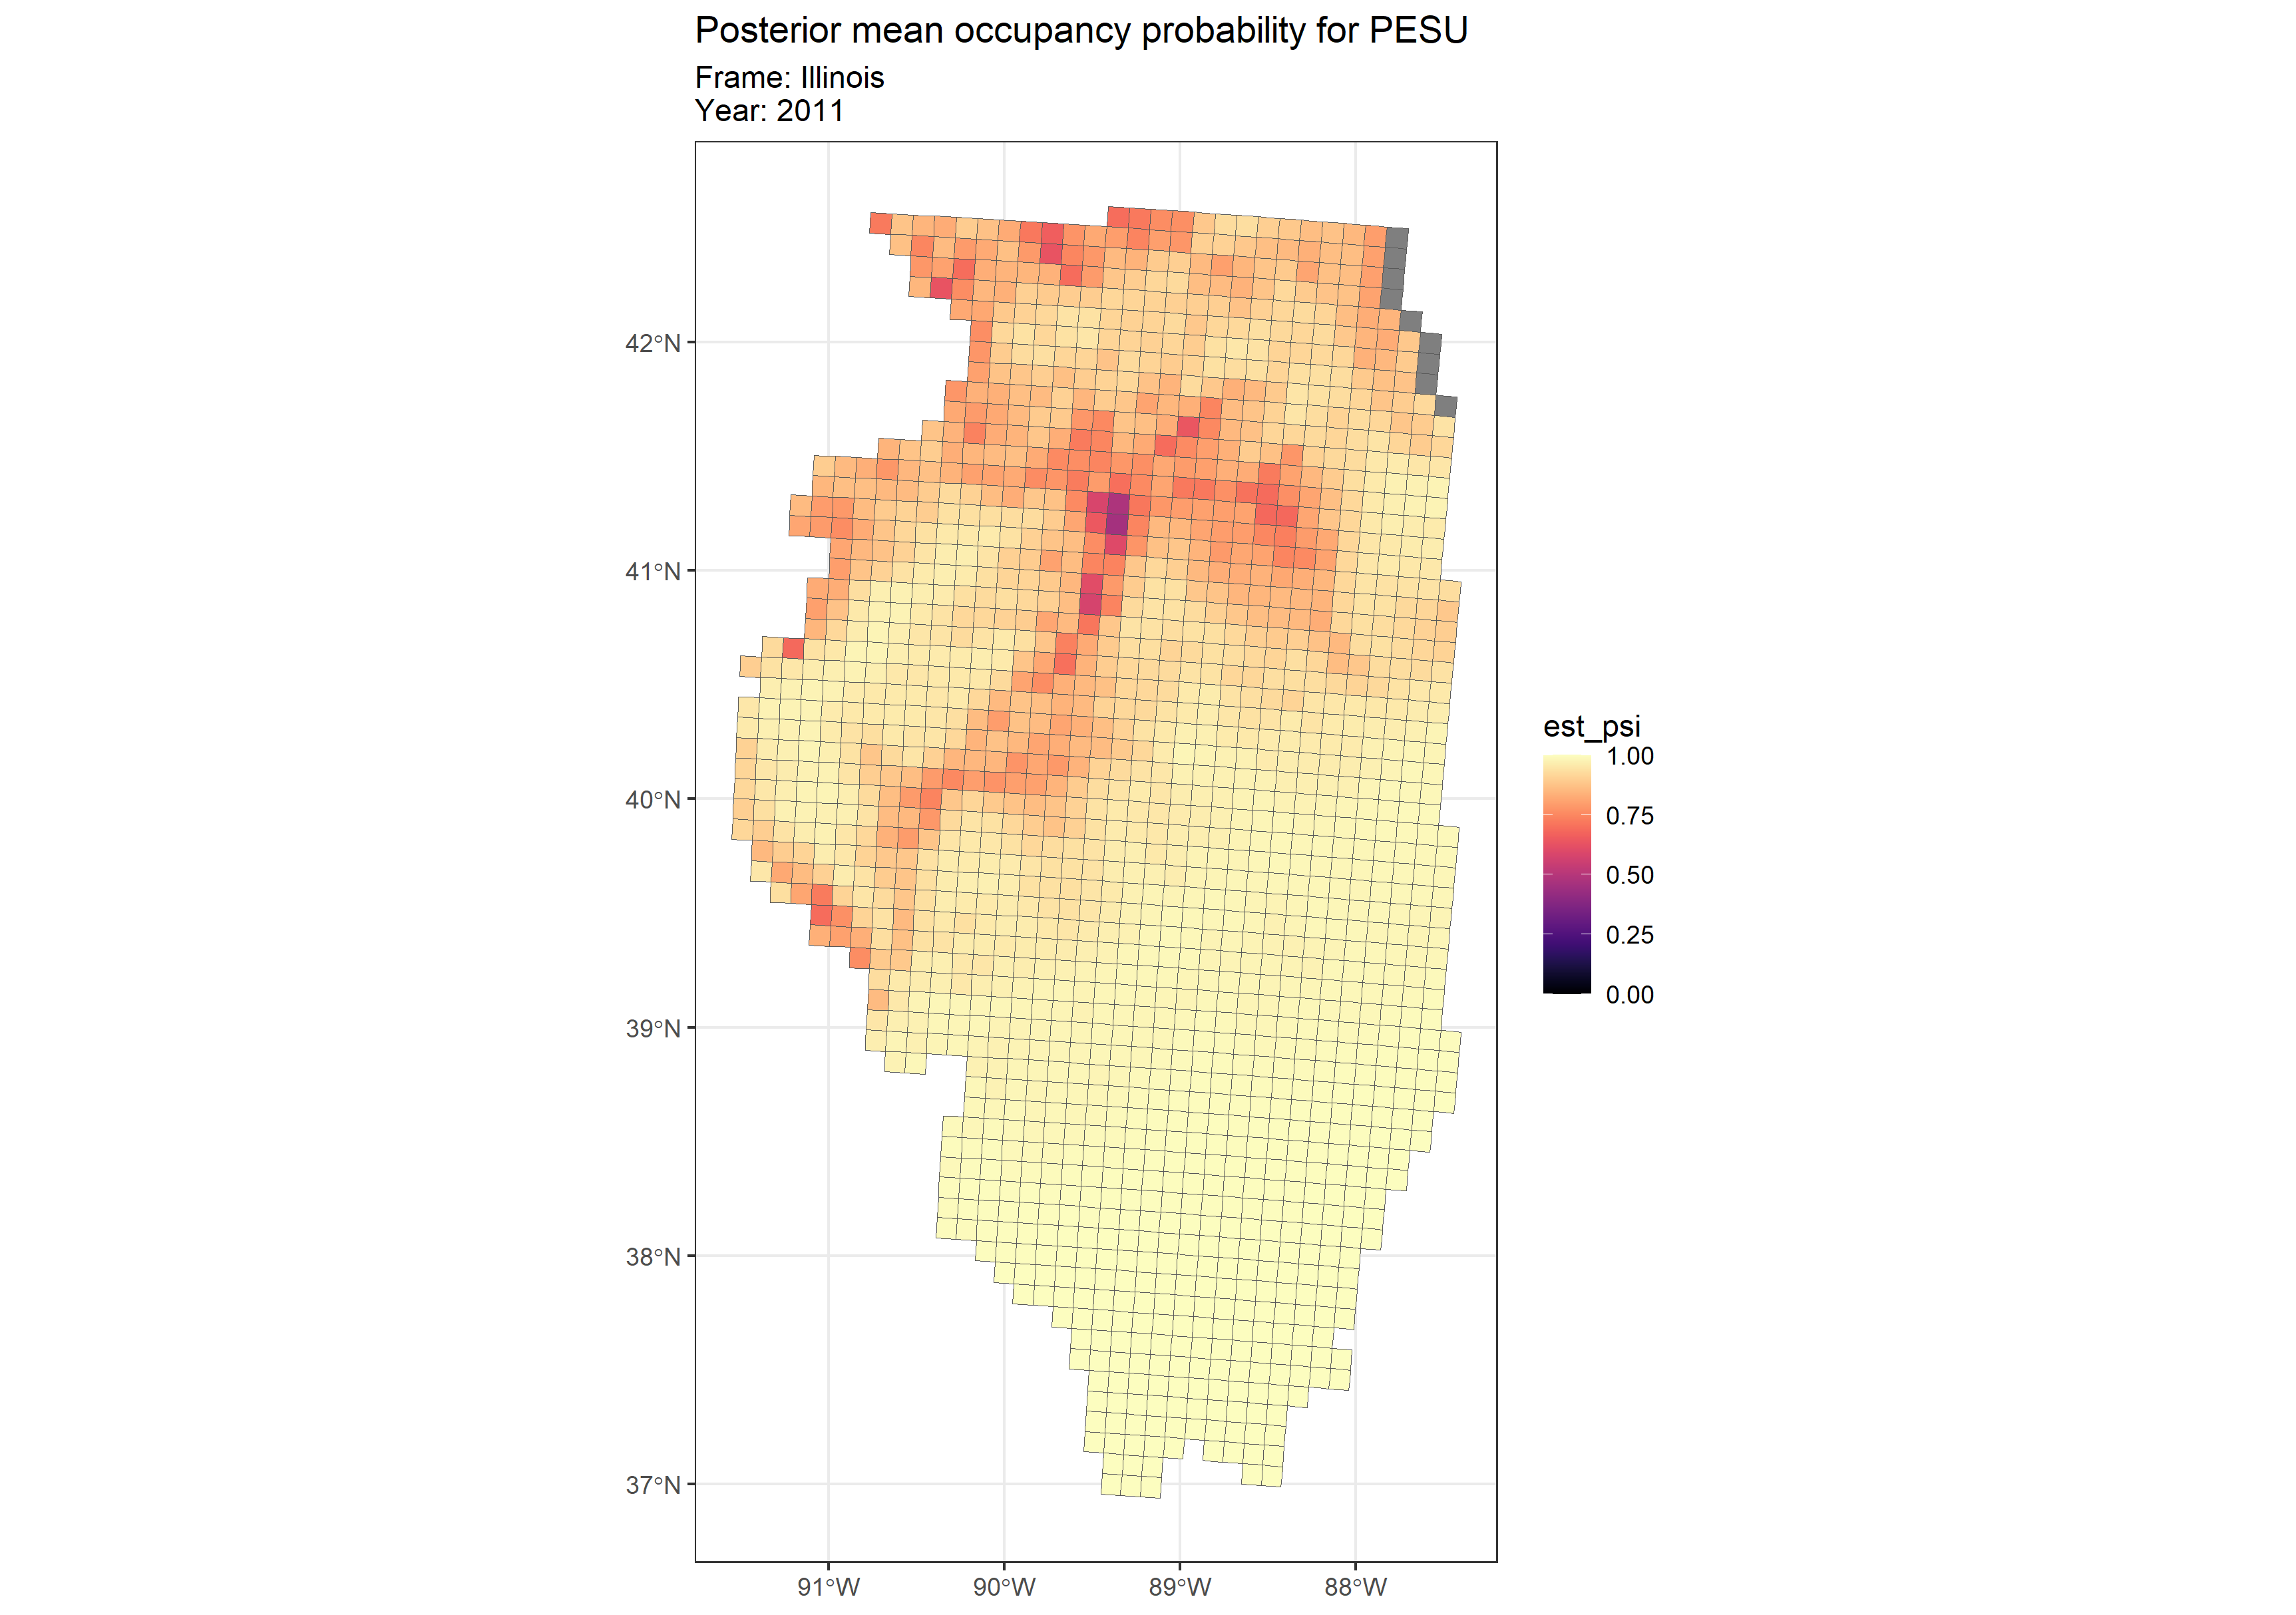 Posterior mean occupancy probability for PESU
Frame: Illinois
Year: 2011
42°N
41°N
40°N
39°N
38°N
37°N
91°W
90°W
89°W
88°W
est_psi
1.00
0.75
0.50
0.25
0.00